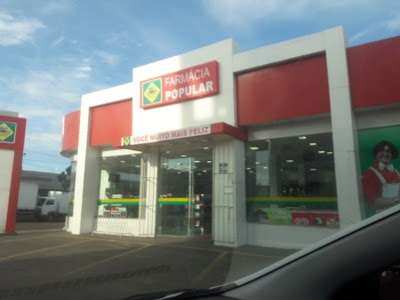 FARMÁCIA
POPULAR
VOCÊ MUITO MAIS FELIZ